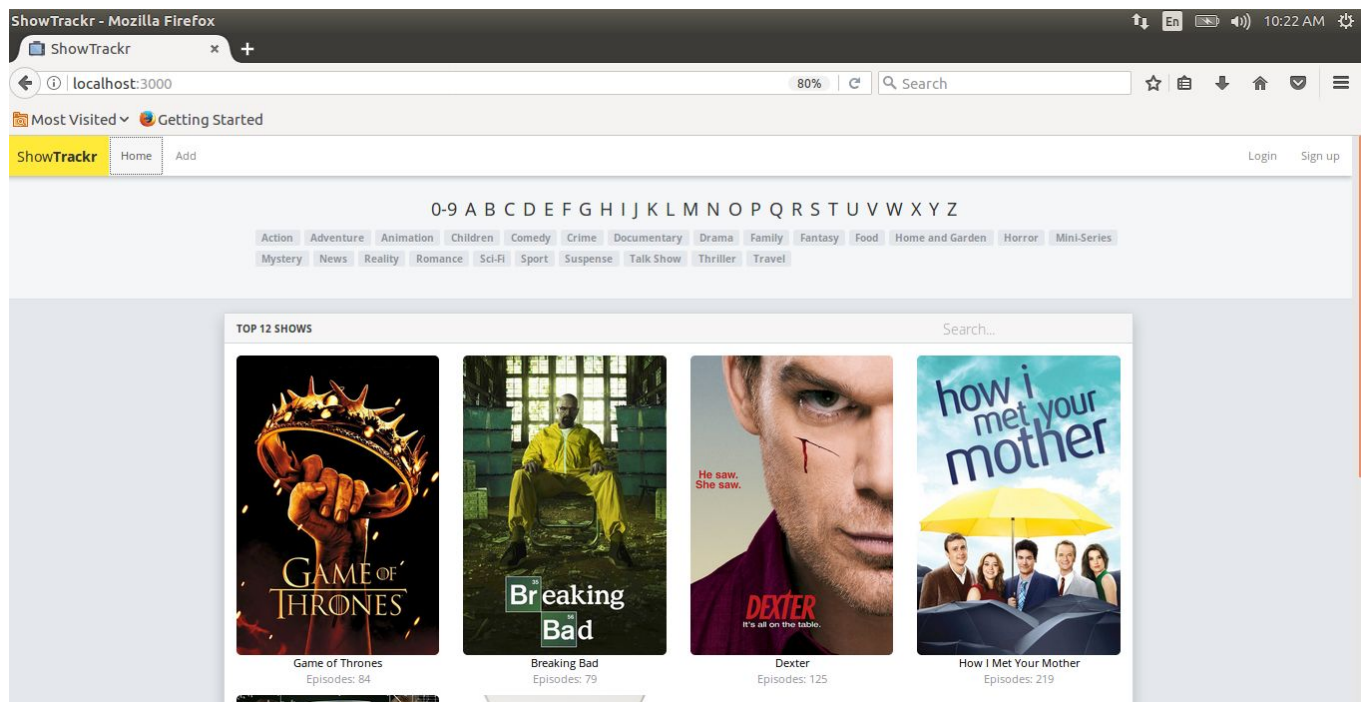 ShowTrackr - Mozilla Firefox En 10:22 AM
ShowTrackr × +
localhost:3000 80% Search
Most Visited Getting Started
ShowTrackr Home Add Login Sign up
0-9 A B C D E F G H I J K L M N O P Q R S T U V W X Y Z
Action Adventure Animation Children Comedy Crime Documentary Drama Family Fantasy Food Home and Garden Horror Mini-Series
Mystery News Reality Romance Sci-Fi Sport Suspense Talk Show Thriller Travel
TOP 12 SHOWS Search...
GAME OF
THRONES
35
Breaking
56
Bad
He saw.
She saw.
DEXTER
It's all on the table.
how i
met your
mother
Game of Thrones Breaking Bad Dexter How I Met Your Mother
Episodes: 84 Episodes: 79 Episodes: 125 Episodes: 219